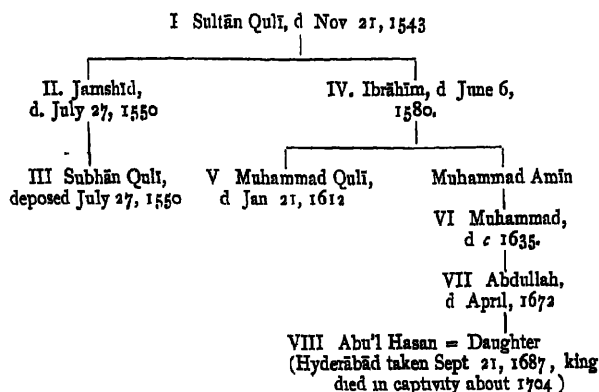 I Sultān Qulī, d Nov 21, 1543
II. Jamshīd,
d. July 27, 1550
IV. Ibrāhīm, d June 6,
1580.
III Subhān Qulī,
deposed July 27, 1550
V Muhammad Qulī,
d Jan 21, 1612
Muhammad Amīn
VI Muhammad,
d c 1635.
VII Abdullah,
d April, 1672
VIII Abu'l Hasan = Daughter
(Hyderābād taken Sept 21, 1687, king
died in captivity about 1704)